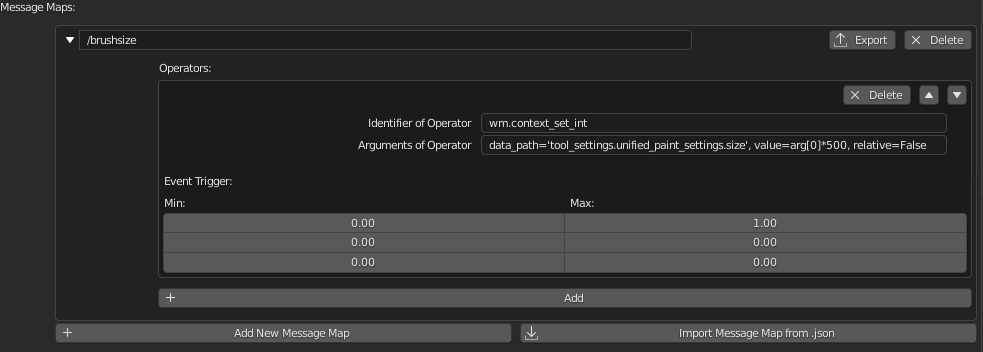 Message Maps:
/brushsize
Export
Delete
Operators:
Delete
Identifier of Operator
wm.context_set_int
Arguments of Operator
data_path='tool_settings.unified_paint_settings.size', value=arg[0]*500, relative=False
Event Trigger:
Min:
Max:
0.00
1.00
0.00
0.00
0.00
0.00
Add
Add New Message Map
Import Message Map from .json